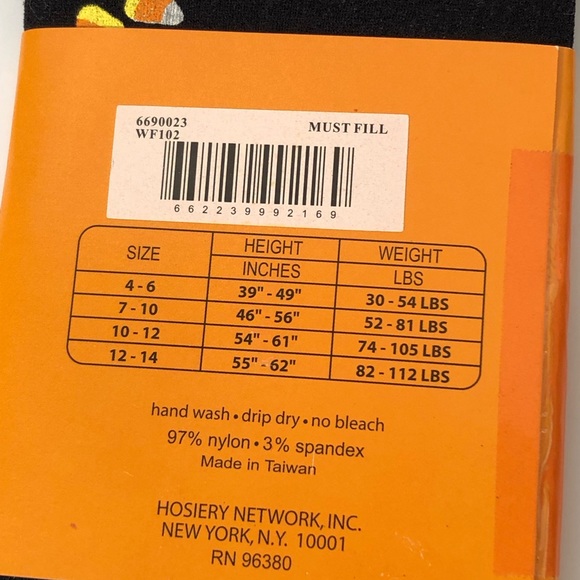 6690023
WF102 MUST FILL
662239992169
SIZE HEIGHT WEIGHT
INCHES LBS
4 - 6 39" - 49" 30 - 54 LBS
7 - 10 46" - 56" 52 - 81 LBS
10 - 12 54" - 61" 74 - 105 LBS
12 - 14 55" - 62" 82 - 112 LBS
hand wash • drip dry • no bleach
97% nylon • 3% spandex
Made in Taiwan
HOSIERY NETWORK, INC.
NEW YORK, N.Y. 10001
RN 96380